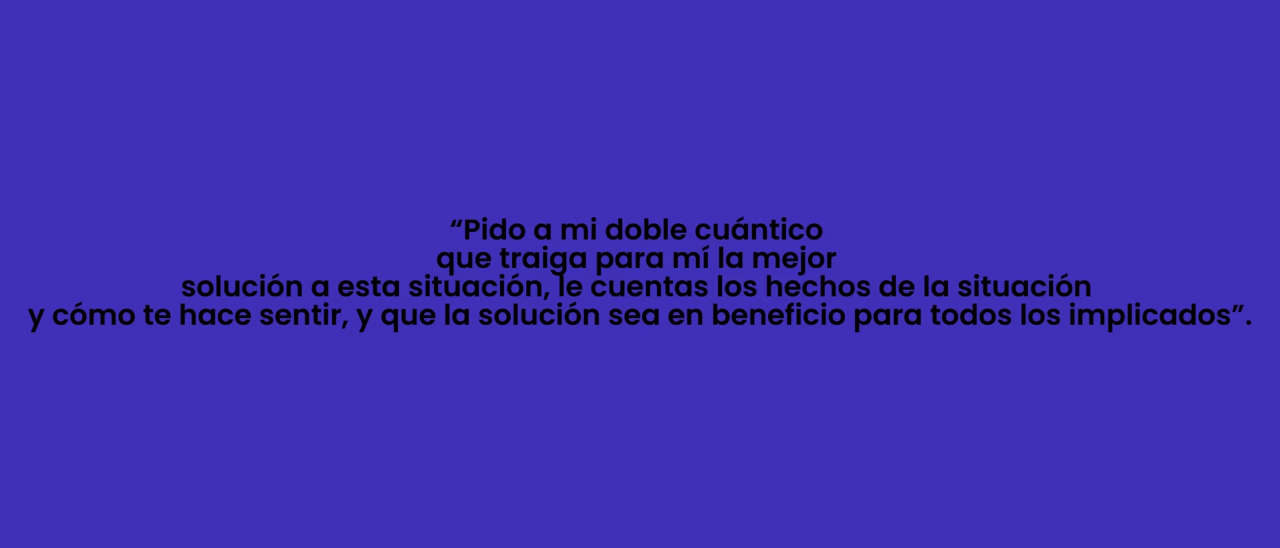 “Pido a mi doble cuántico
que traiga para mí la mejor
solución a esta situación, le cuentas los hechos de la situación
y cómo te hace sentir, y que la solución sea en beneficio para todos los implicados”.